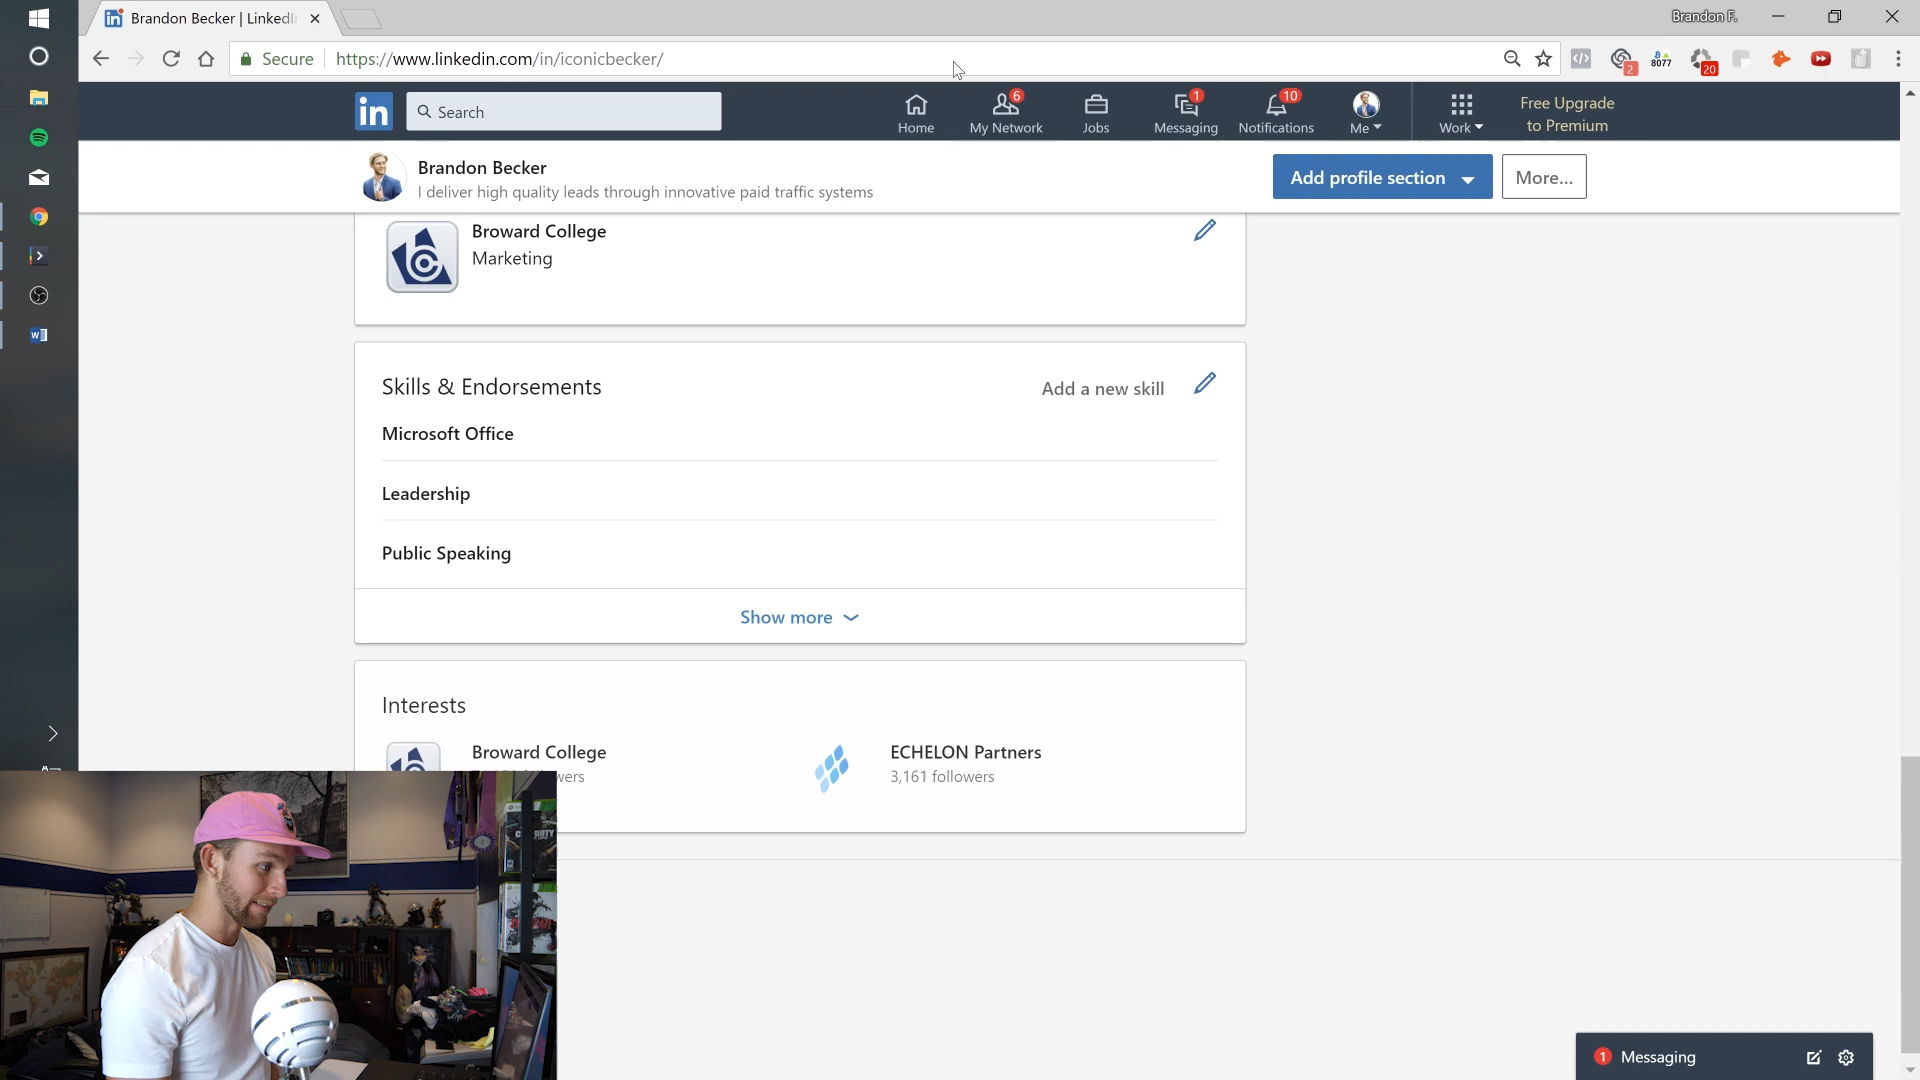 Brandon Becker | LinkedIn
Brandon F.
Secure
https://www.linkedin.com/in/iconicbecker/
2
8077
20
in
Search
Home
6
My Network
Jobs
1
Messaging
10
Notifications
Me
Work
Free Upgrade
to Premium
Brandon Becker
I deliver high quality leads through innovative paid traffic systems
Add profile section
More...
Broward College
Marketing
Skills & Endorsements
Add a new skill
Microsoft Office
Leadership
Public Speaking
Show more
Interests
Broward College
wers
ECHELON Partners
3,161 followers
1
Messaging